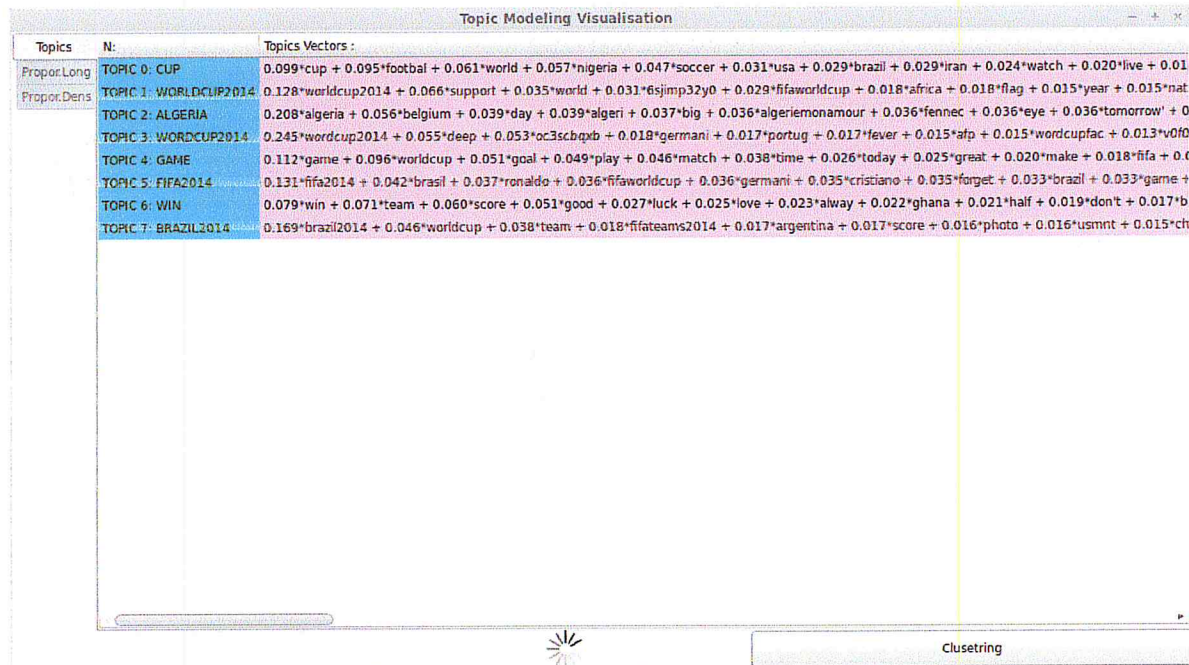 Topic Modeling Visualisation
Topics N: Topics Vectors :
Propor.Long TOPIC 0: CUP 0.099*cup + 0.095*footbal + 0.061*world + 0.057*nigeria + 0.047*soccer + 0.031*usa + 0.029*brazil + 0.029*iran + 0.024*watch + 0.020*live + 0.01
Propor.Dens TOPIC 1: WORLDCUP2014 0.128*worldcup2014 + 0.066*support + 0.035*world + 0.031*6sjimp32y0 + 0.029*fifaworldcup + 0.018*africa + 0.018*flag + 0.015*year + 0.015*nat
TOPIC 2: ALGERIA 0.208*algeria + 0.056*belgium + 0.039*day + 0.039*algeri + 0.037*big + 0.036*algeriemonamour + 0.036*fennec + 0.036*eye + 0.036*tomorrow' + 0
TOPIC 3: WORDCUP2014 0.245*wordcup2014 + 0.055*deep + 0.053*oc3scbqxb + 0.018*germani + 0.017*portug + 0.017*fever + 0.015*afp + 0.015*wordcupfac + 0.013*v0f0
TOPIC 4: GAME 0.112*game + 0.096*worldcup + 0.051*goal + 0.049*play + 0.046*match + 0.038*time + 0.026*today + 0.025*great + 0.020*make + 0.018*fifa + 0.0
TOPIC 5: FIFA2014 0.131*fifa2014 + 0.042*brasil + 0.037*ronaldo + 0.036*fifaworldcup + 0.036*germani + 0.035*cristiano + 0.035*forget + 0.033*brazil + 0.033*game +
TOPIC 6: WIN 0.079*win + 0.071*team + 0.060*score + 0.051*good + 0.027*luck + 0.025*love + 0.023*alway + 0.022*ghana + 0.021*half + 0.019*don't + 0.017*b
TOPIC 7: BRAZIL2014 0.169*brazil2014 + 0.046*worldcup + 0.038*team + 0.018*fifateams2014 + 0.017*argentina + 0.017*score + 0.016*photo + 0.016*usmnt + 0.015*ch
Clusetring